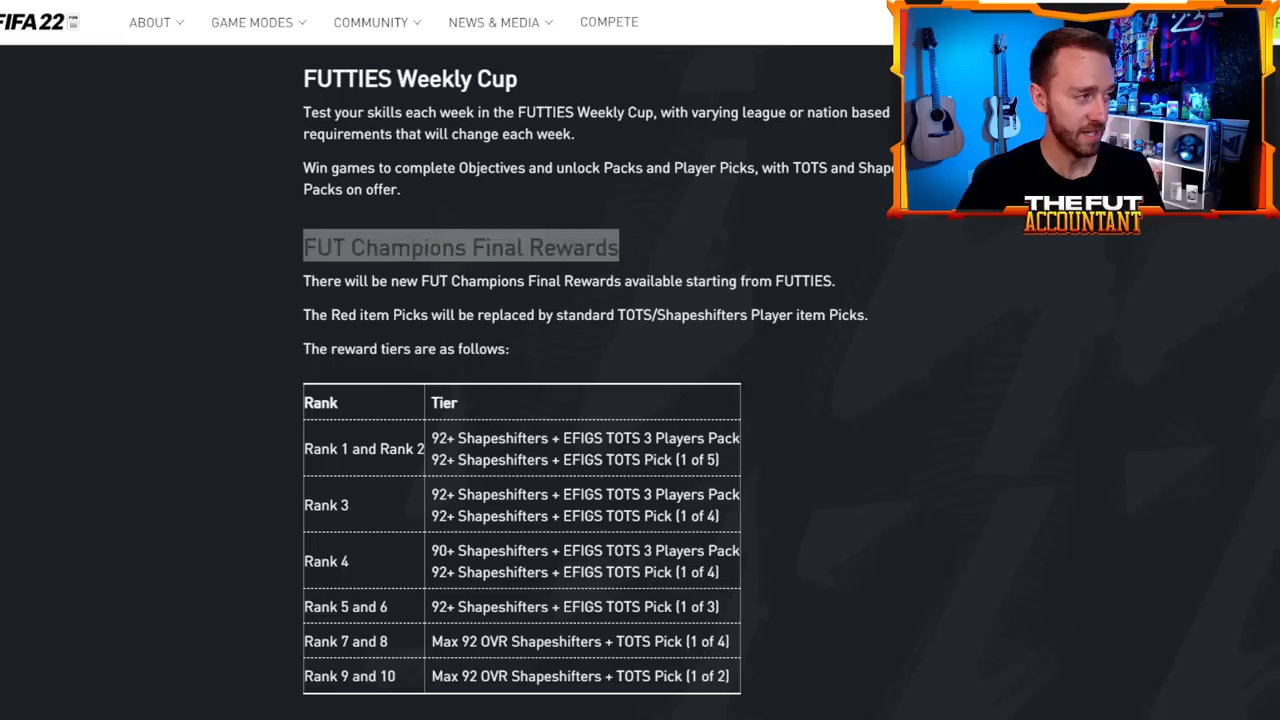 FIFA 22 ABOUT GAME MODES COMMUNITY NEWS & MEDIA COMPETE
FUTTIES Weekly Cup
Test your skills each week in the FUTTIES Weekly Cup, with varying league or nation based
requirements that will change each week.
Win games to complete Objectives and unlock Packs and Player Picks, with TOTS and Shape
Packs on offer.
THE FUT
ACCOUNTANT
FUT Champions Final Rewards
There will be new FUT Champions Final Rewards available starting from FUTTIES.
The Red item Picks will be replaced by standard TOTS/Shapeshifters Player item Picks.
The reward tiers are as follows:
Rank Tier
Rank 1 and Rank 2 92+ Shapeshifters + EFIGS TOTS 3 Players Pack
92+ Shapeshifters + EFIGS TOTS Pick (1 of 5)
Rank 3 92+ Shapeshifters + EFIGS TOTS 3 Players Pack
92+ Shapeshifters + EFIGS TOTS Pick (1 of 4)
Rank 4 90+ Shapeshifters + EFIGS TOTS 3 Players Pack
92+ Shapeshifters + EFIGS TOTS Pick (1 of 4)
Rank 5 and 6 92+ Shapeshifters + EFIGS TOTS Pick (1 of 3)
Rank 7 and 8 Max 92 OVR Shapeshifters + TOTS Pick (1 of 4)
Rank 9 and 10 Max 92 OVR Shapeshifters + TOTS Pick (1 of 2)